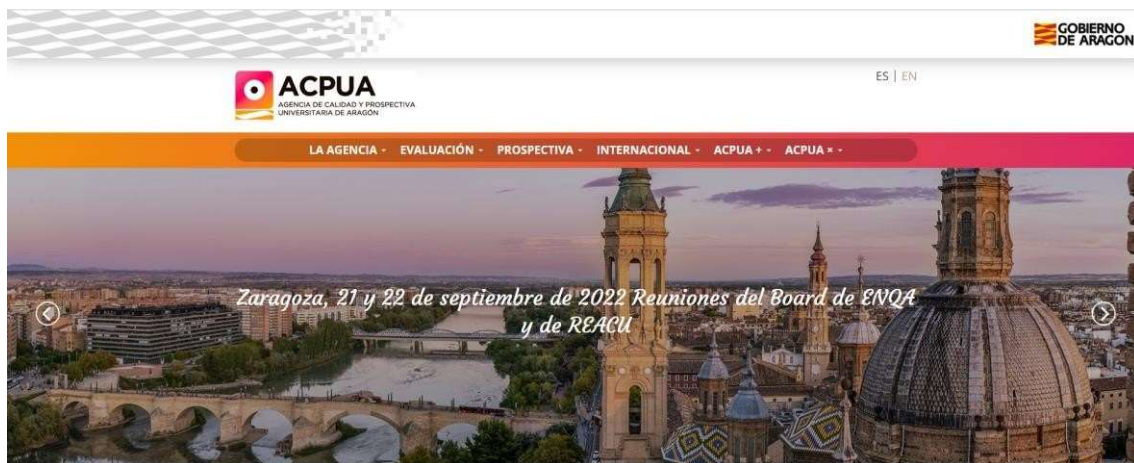 GOBIERNO
DE ARAGON
ES | EN
ACPUA
AGENCIA DE CALIDAD Y PROSPECTIVA
UNIVERSITARIA DE ARAGÓN
LA AGENCIA EVALUACIÓN PROSPECTIVA INTERNACIONAL ACPUA + ACPUA ×
Zaragoza, 21 y 22 de septiembre de 2022 Reuniones del Board de ENQA
y de REACU